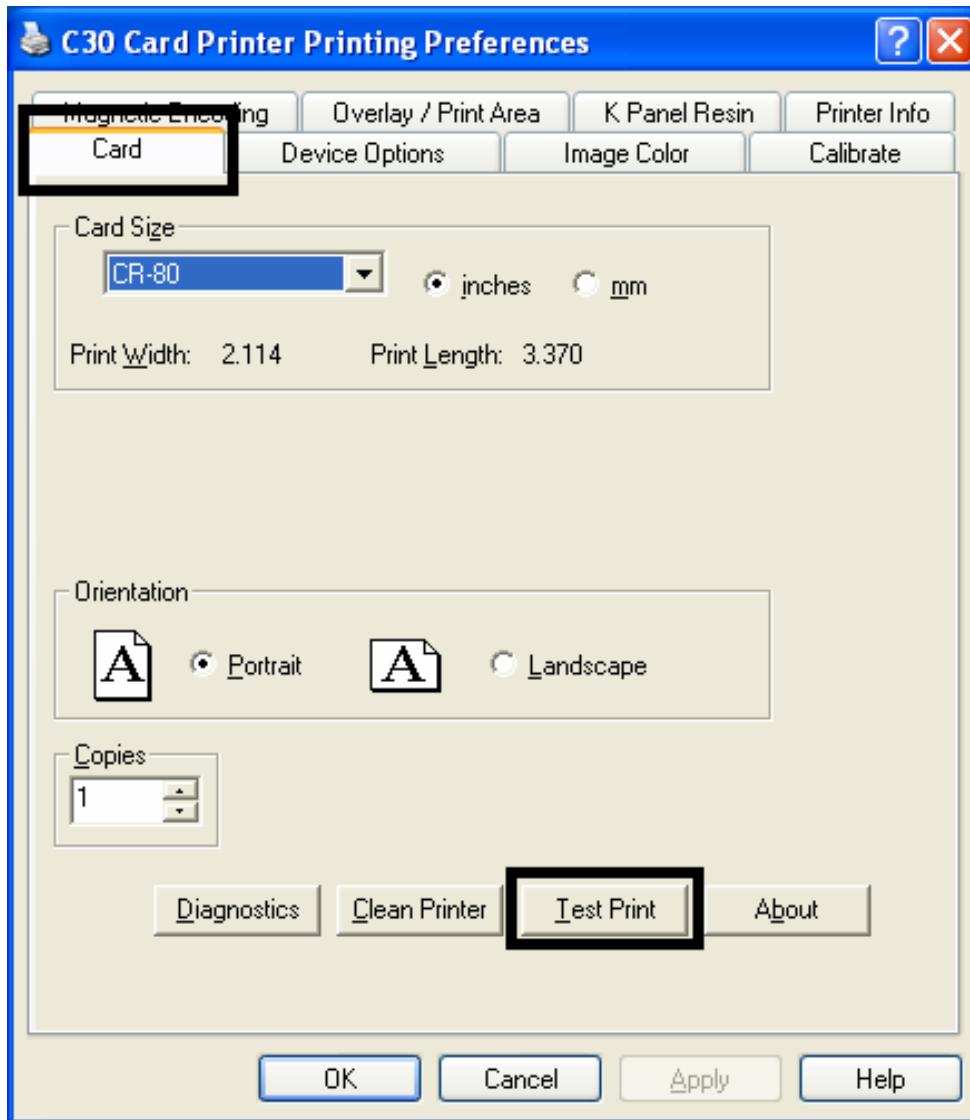 C30 Card Printer Printing Preferences
Magnetic Encoding Overlay / Print Area K Panel Resin Printer Info
Card Device Options Image Color Calibrate
Card Size
CR-80 inches mm
Print Width: 2.114 Print Length: 3.370
Orientation
A Portrait A Landscape
Copies
1
Diagnostics Clean Printer Test Print About
OK Cancel Apply Help